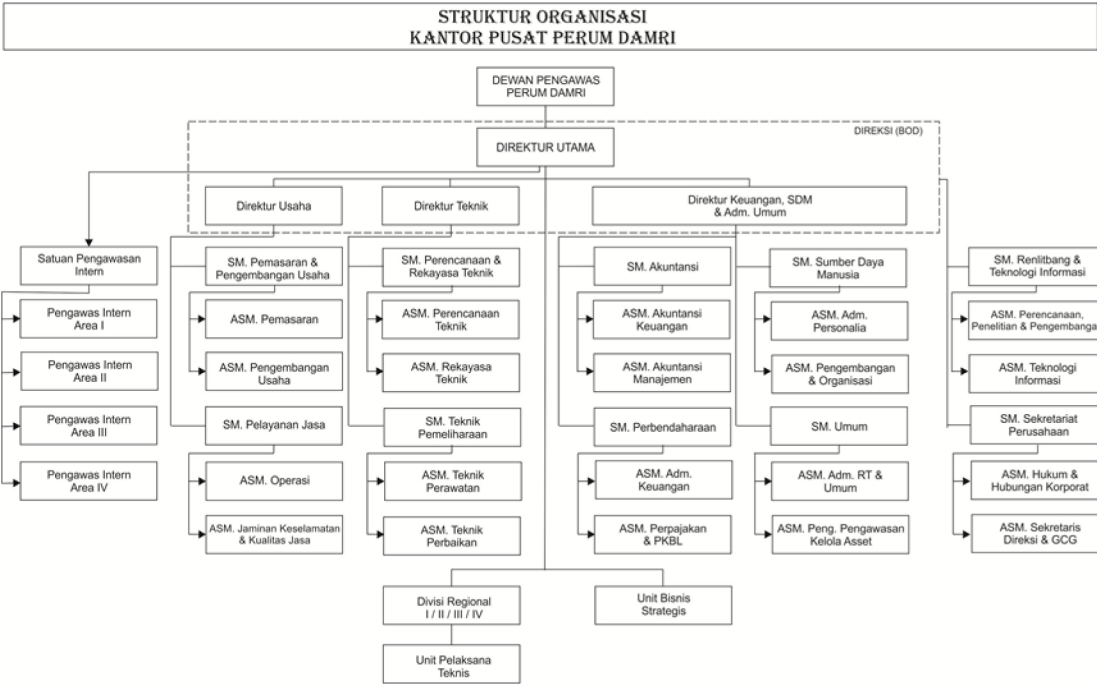 STRUKTUR ORGANISASI
KANTOR PUSAT PERUM DAMRI
DEWAN PENGAWAS
PERUM DAMRI
DIREKSI (BOD)
DIREKTUR UTAMA
Direktur Usaha
Direktur Teknik
Direktur Keuangan, SDM
& Adm. Umum
Satuan Pengawasan
Intern
Pengawas Intern
Area I
Pengawas Intern
Area II
Pengawas Intern
Area III
Pengawas Intern
Area IV
SM. Pemasaran &
Pengembangan Usaha
ASM. Pemasaran
ASM. Pengembangan
Usaha
SM. Pelayanan Jasa
ASM. Operasi
ASM. Jaminan Keselamatan
& Kualitas Jasa
SM. Perencanaan &
Rekayasa Teknik
ASM. Perencanaan
Teknik
ASM. Rekayasa
Teknik
SM. Teknik
Pemeliharaan
ASM. Teknik
Perawatan
ASM. Teknik
Perbaikan
SM. Akuntansi
ASM. Akuntansi
Keuangan
ASM. Akuntansi
Manajemen
SM. Perbendaharaan
ASM. Adm.
Keuangan
ASM. Perpajakan
& PKBL
SM. Sumber Daya
Manusia
ASM. Adm.
Personalia
ASM. Pengembangan
& Organisasi
SM. Umum
ASM. Adm. RT &
Umum
ASM. Peng. Pengawasan
Kelola Asset
SM. Renlitbang &
Teknologi Informasi
ASM. Perencanaan,
Penelitian & Pengembanga
ASM. Teknologi
Informasi
SM. Sekretariat
Perusahaan
ASM. Hukum &
Hubungan Korporat
ASM. Sekretaris
Direksi & GCG
Divisi Regional
I / II / III / IV
Unit Bisnis
Strategis
Unit Pelaksana
Teknis